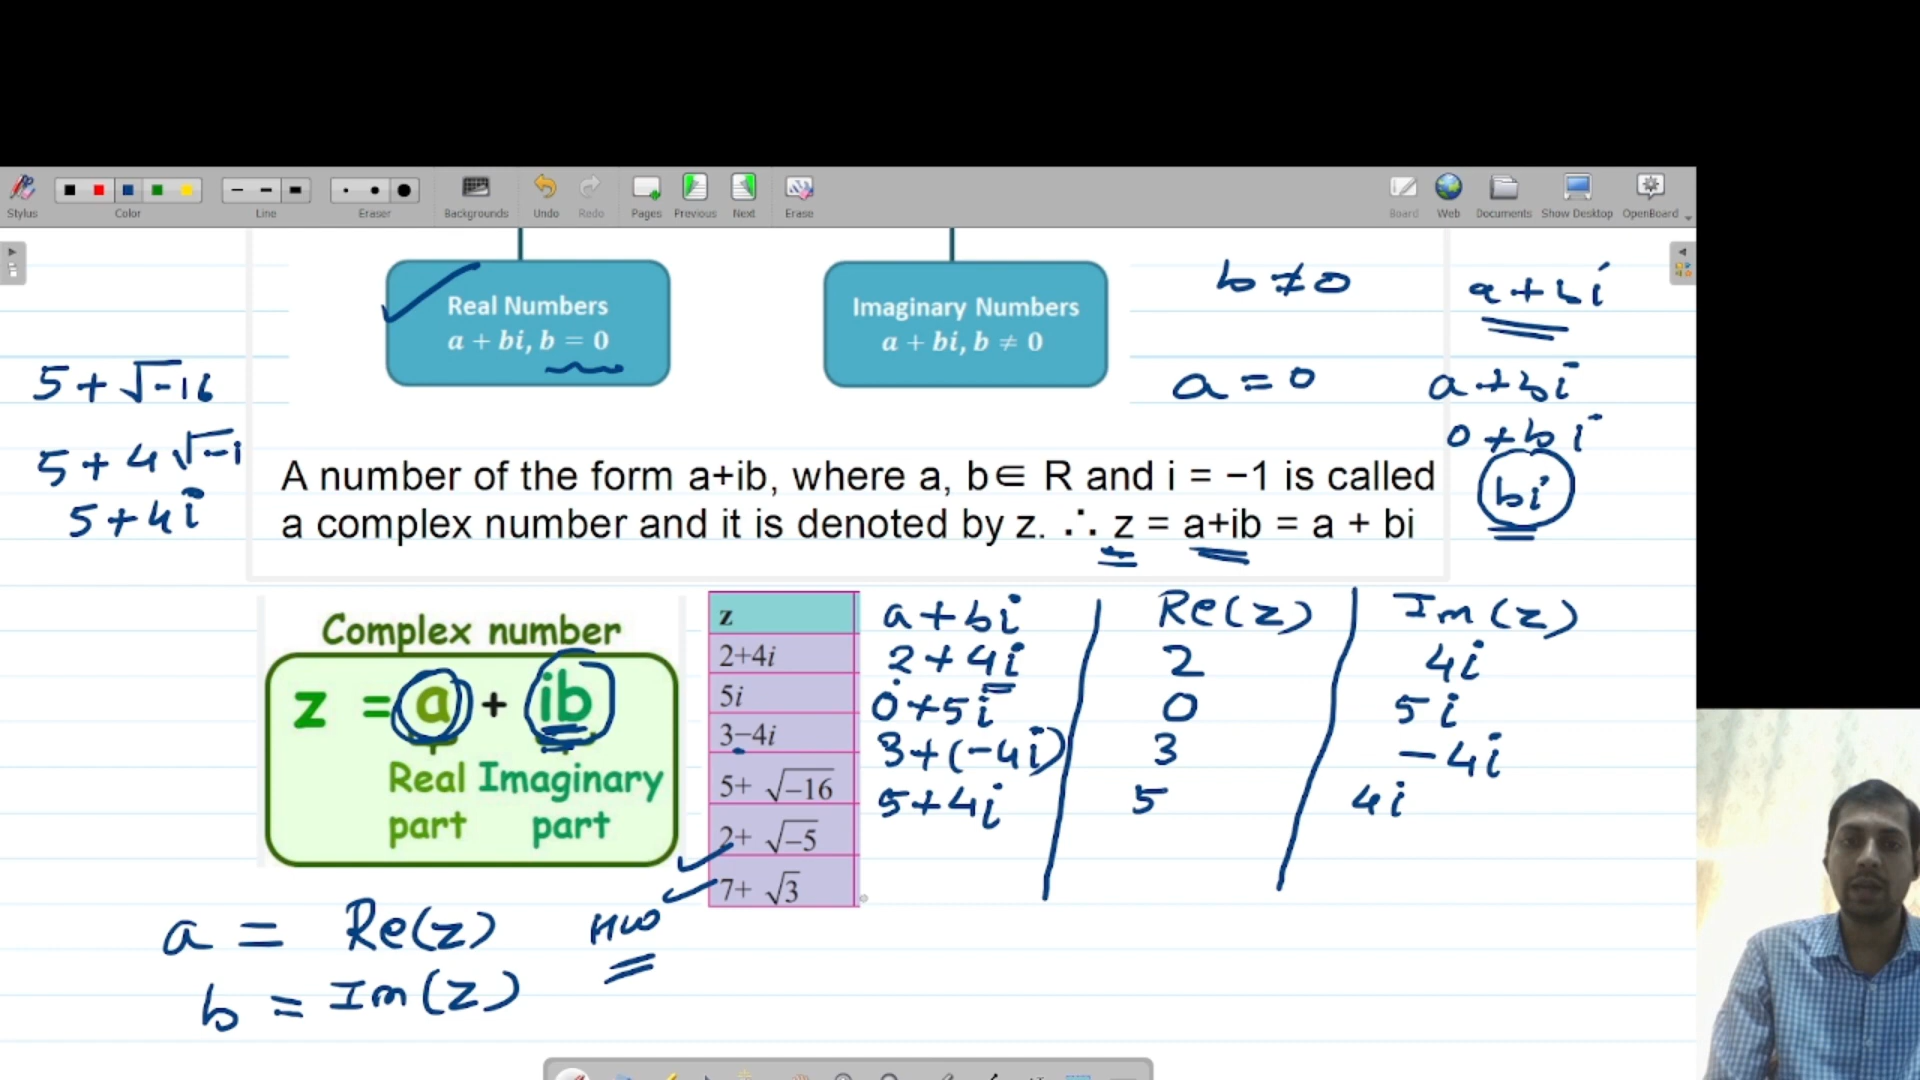 Stylus Color Line Eraser Backgrounds Undo Redo Pages Previous Next Erase Board Web Documents Show Desktop OpenBoard
Real Numbers
a + bi, b = 0
Imaginary Numbers
a + bi, b ≠ 0
b ≠ 0
a + bi
a = 0
a + bi
0 + bi
bi
5 + √-16
5 + 4√-1
5 + 4i
A number of the form a+ib, where a, b∈ R and i = −1 is called
a complex number and it is denoted by z. ∴ z = a+ib = a + bi
Complex number
z = a + ib
Real Imaginary
part part
z a + bi Re(z) Im(z)
2+4i 2 + 4i 2 4i
5i 0 + 5i 0 5i
3−4i 3 + (-4i) 3 -4i
5+ √−16 5 + 4i 5 4i
2+ √−5
7+ √3
HW
a = Re(z)
b = Im(z)